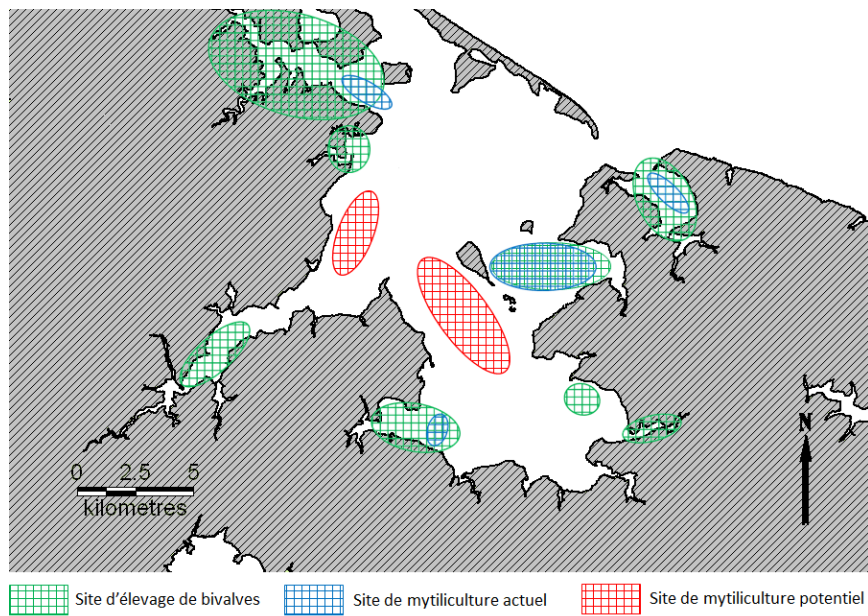 N
0 2.5 5
kilometres
Site d'élevage de bivalves Site de mytiliculture actuel Site de mytiliculture potentiel